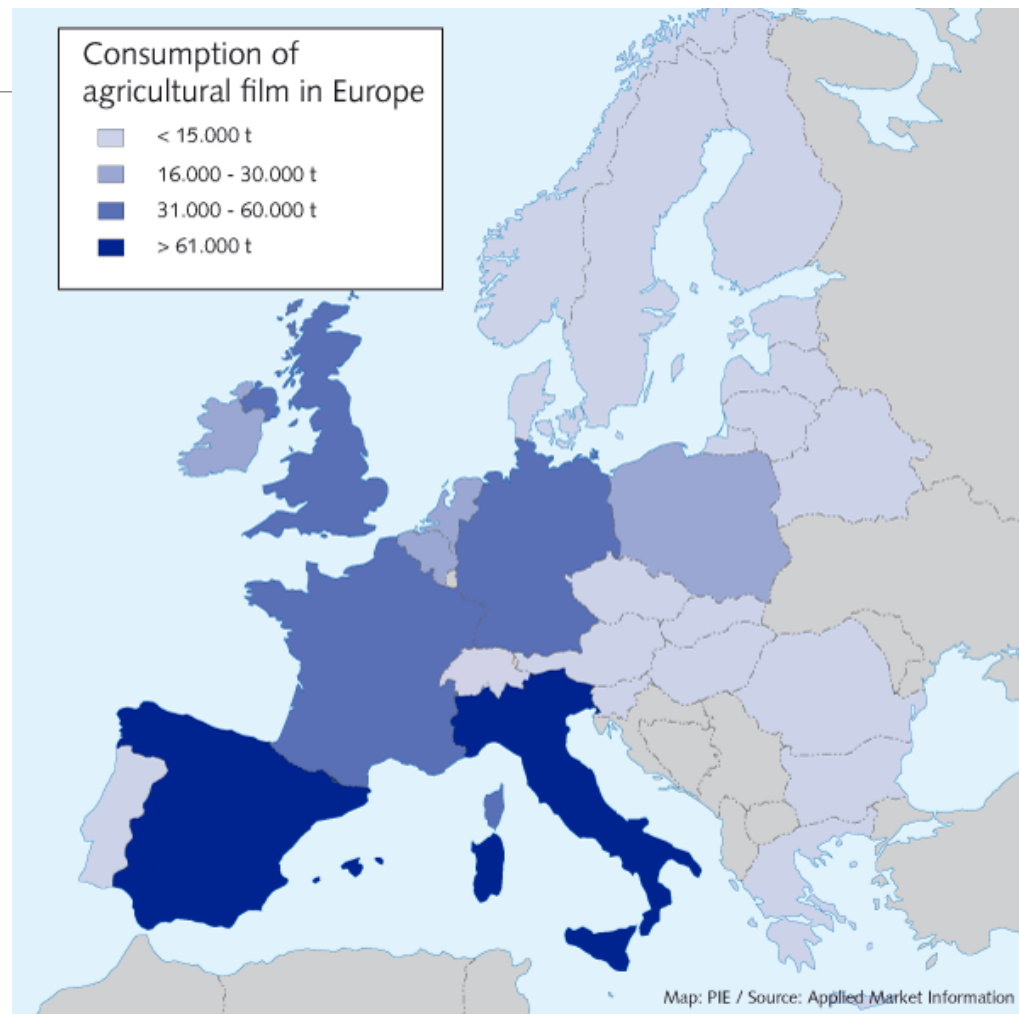 Consumption of
agricultural film in Europe
< 15.000 t
16.000 - 30.000 t
31.000 - 60.000 t
> 61.000 t
Map: PIE / Source: Applied Market Information